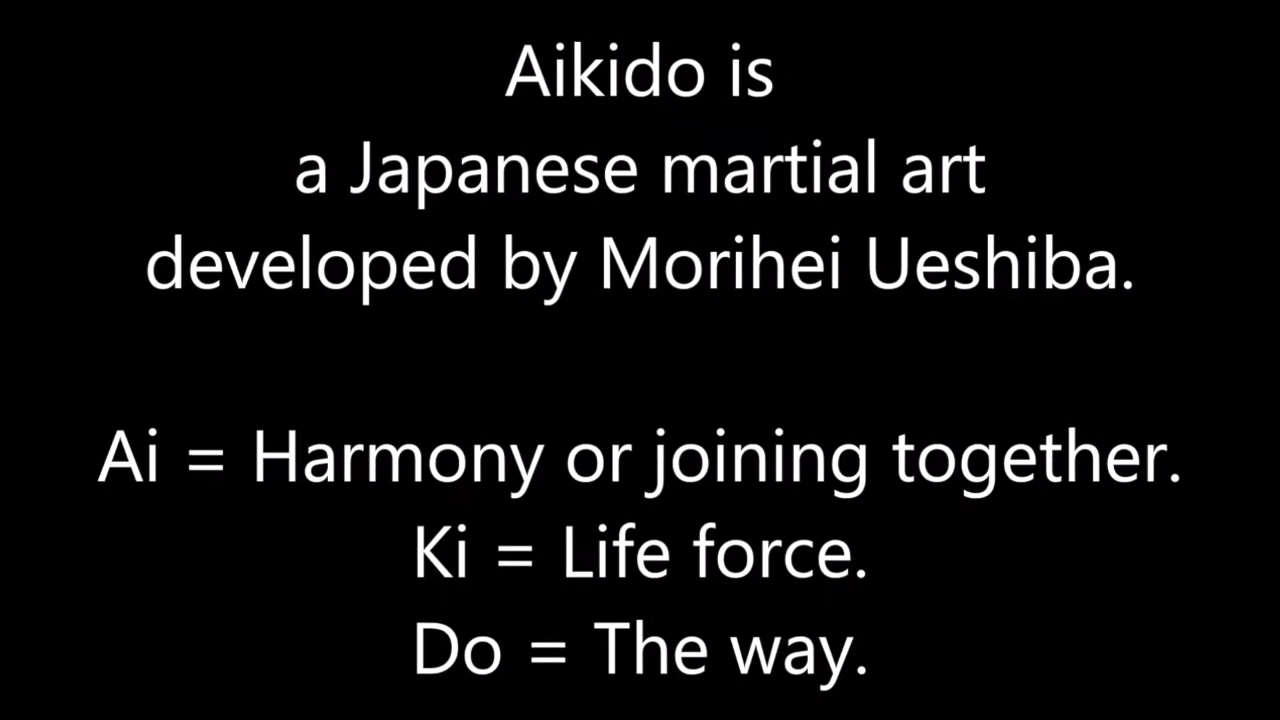 Aikido is
a Japanese martial art
developed by Morihei Ueshiba.
Ai = Harmony or joining together.
Ki = Life force.
Do = The way.